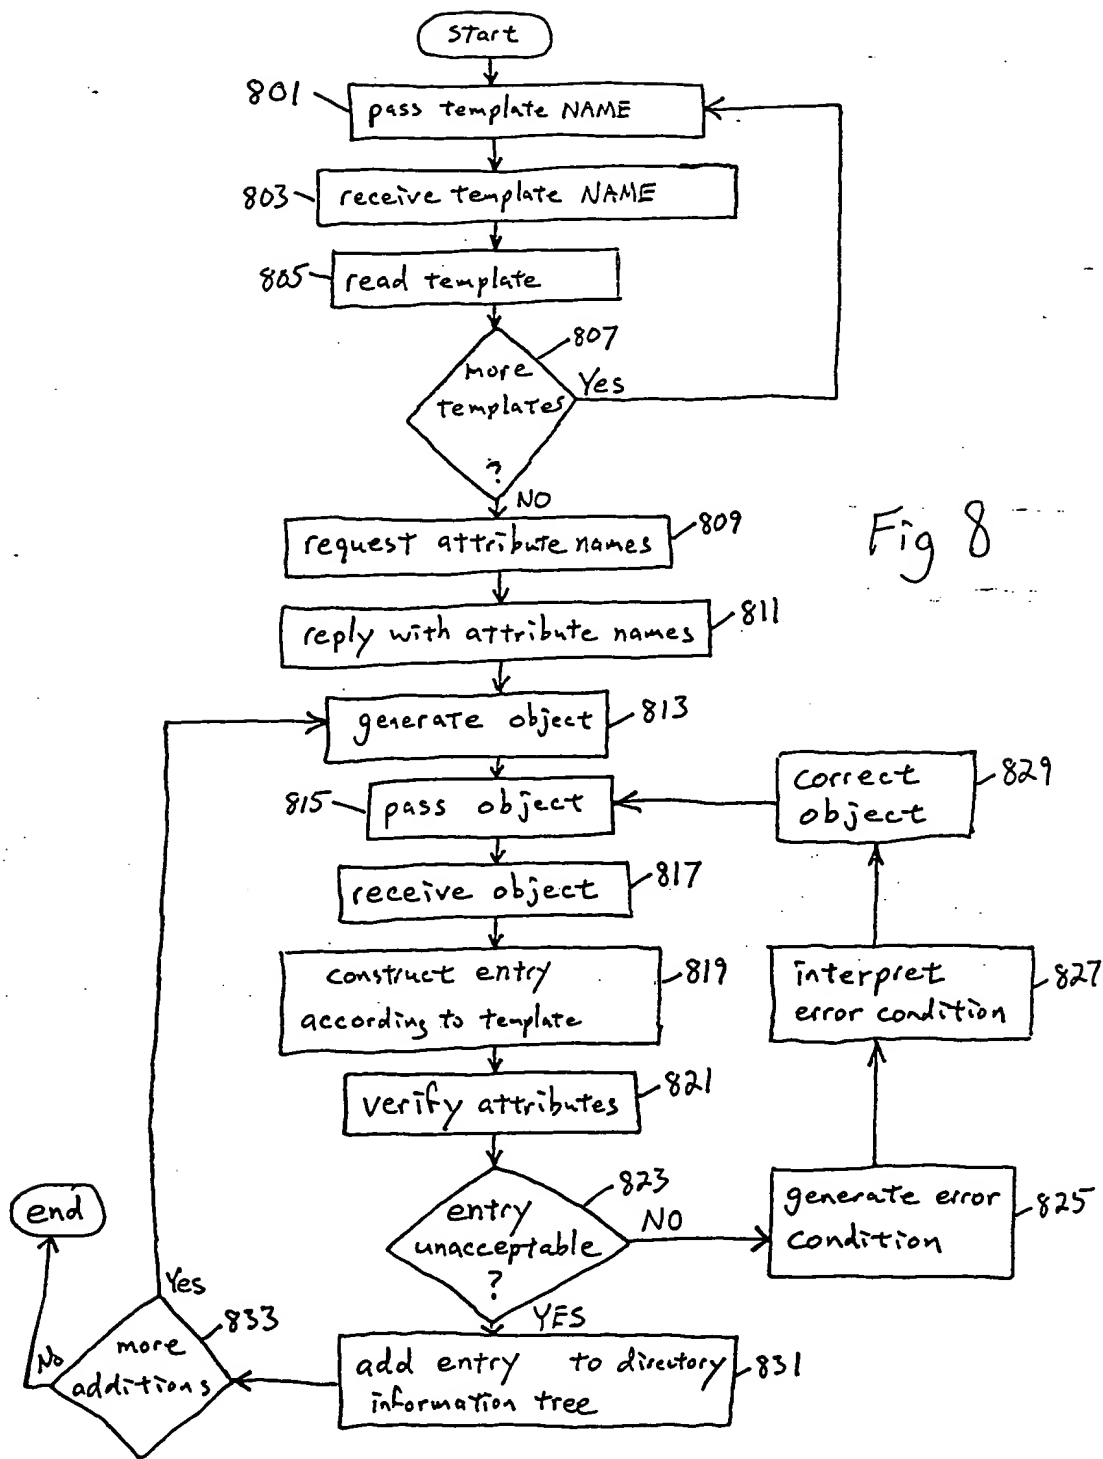 Start
801
pass template NAME
803
receive template NAME
805
read template
807
more
templates
?
Yes
NO
request attribute names
809
Fig 8
reply with attribute names
811
generate object
813
815
pass object
correct
object
829
receive object
817
construct entry
according to template
819
interpret
error condition
827
verify attributes
821
entry
unacceptable
?
823
NO
generate error
condition
825
YES
end
Yes
more
additions
833
No
add entry to directory
information tree
831